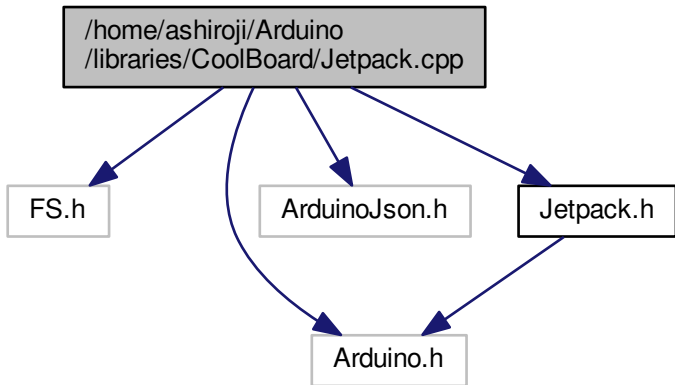 /home/ashiroji/Arduino
/libraries/CoolBoard/Jetpack.cpp
FS.h
ArduinoJson.h
Jetpack.h
Arduino.h